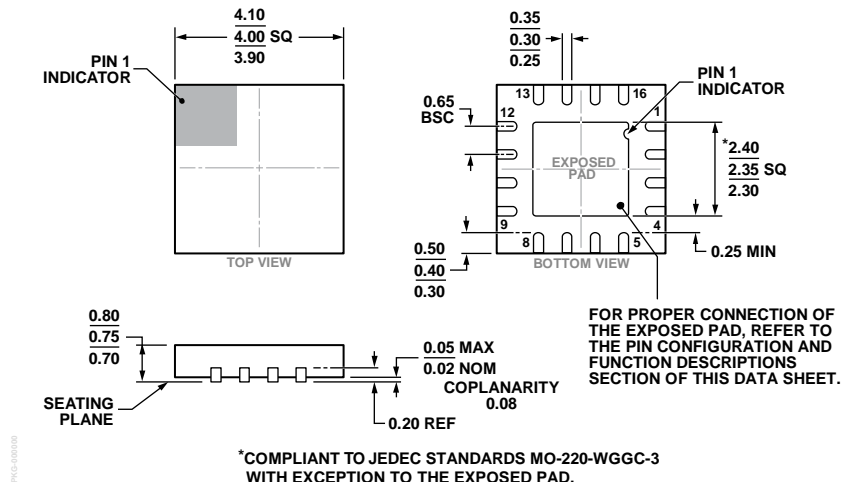 4.10
4.00 SQ
3.90
PIN 1
INDICATOR
TOP VIEW
0.35
0.30
0.25
0.65
BSC
PIN 1
INDICATOR
13
16
12
1
EXPOSED
PAD
*2.40
2.35 SQ
2.30
9
4
8
5
BOTTOM VIEW
0.50
0.40
0.30
0.25 MIN
FOR PROPER CONNECTION OF
THE EXPOSED PAD, REFER TO
THE PIN CONFIGURATION AND
FUNCTION DESCRIPTIONS
SECTION OF THIS DATA SHEET.
0.80
0.75
0.70
SEATING
PLANE
0.05 MAX
0.02 NOM
COPLANARITY
0.08
0.20 REF
PKG-000000
*COMPLIANT TO JEDEC STANDARDS MO-220-WGGC-3
WITH EXCEPTION TO THE EXPOSED PAD.